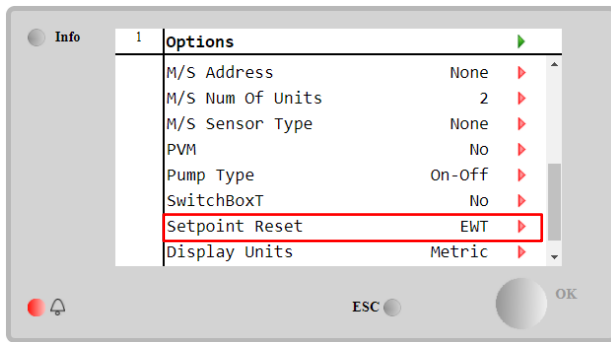 Info
1 Options
M/S Address None
M/S Num Of Units 2
M/S Sensor Type None
PVM No
Pump Type On-Off
SwitchBoxT No
Setpoint Reset EWT
Display Units Metric
ESC
OK